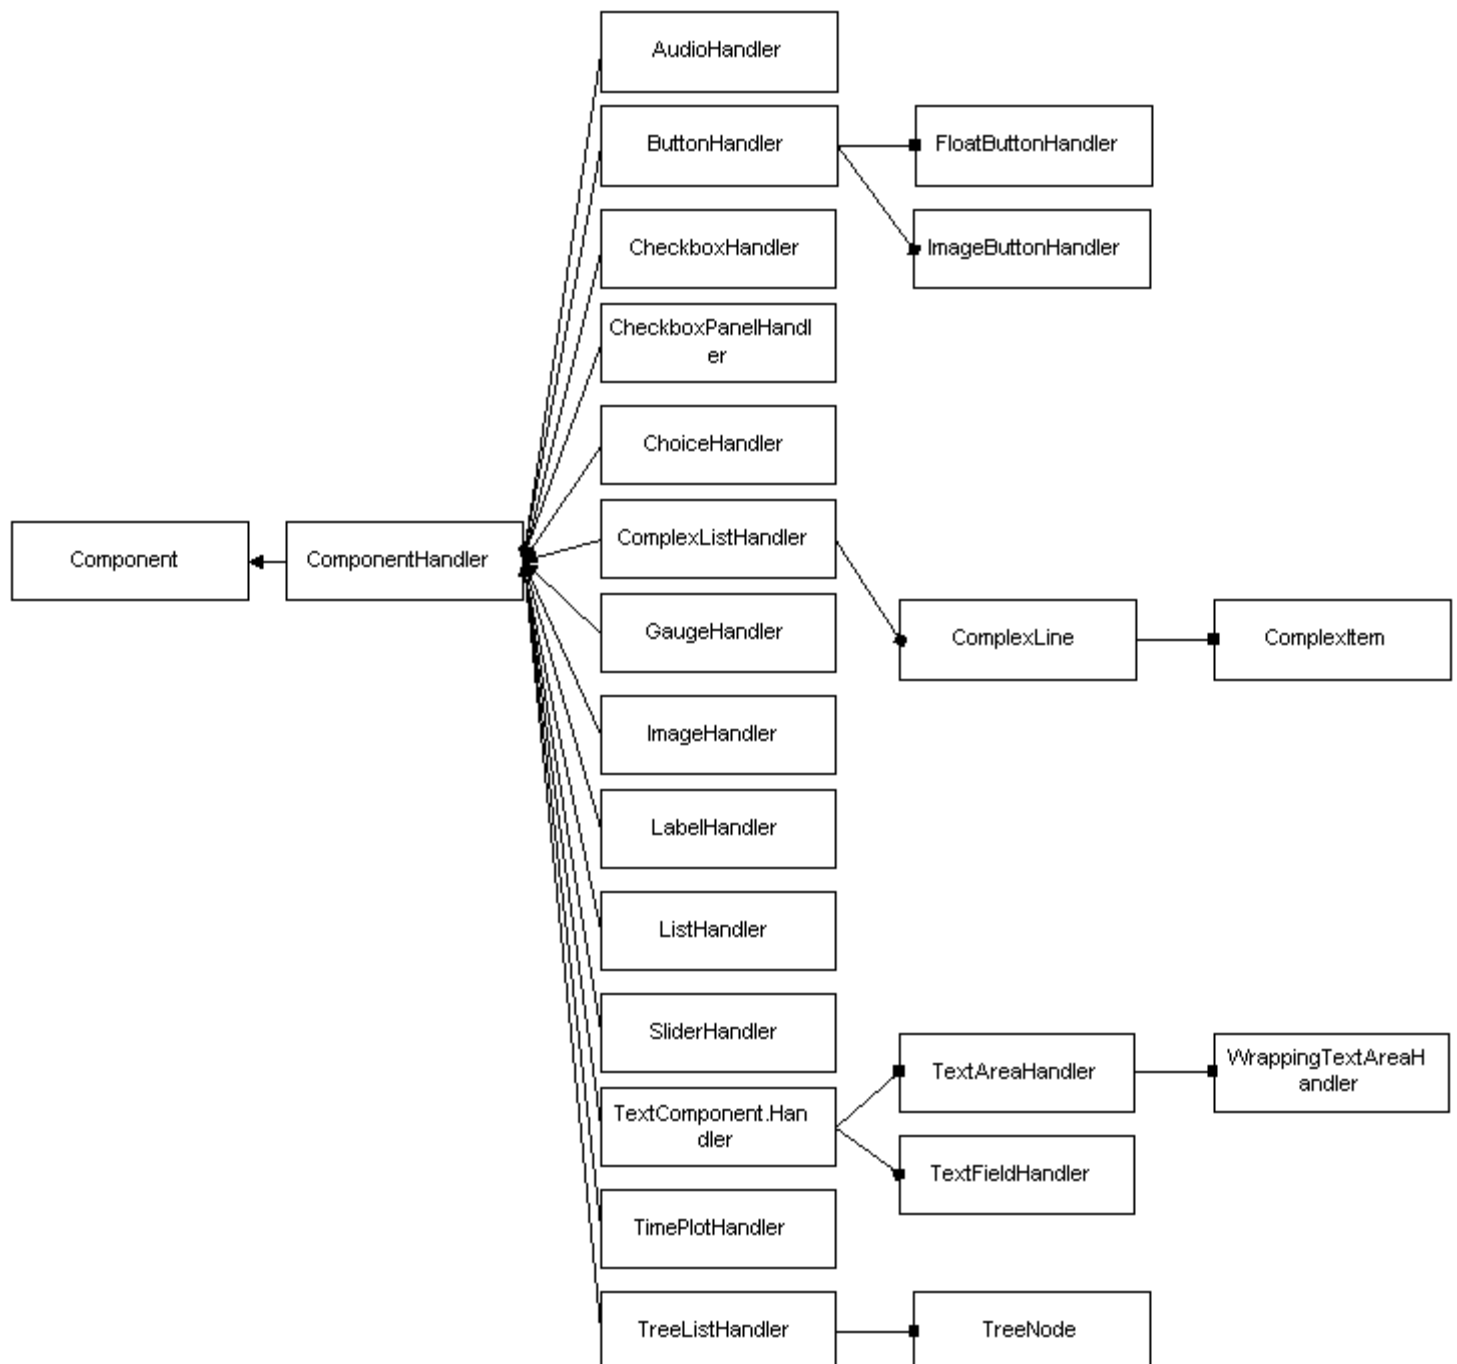 AudioHandler
ButtonHandler
FloatButtonHandler
CheckboxHandler
ImageButtonHandler
CheckboxPanelHandl
er
ChoiceHandler
ComplexListHandler
Component
ComponentHandler
GaugeHandler
ComplexLine
ComplexItem
ImageHandler
LabelHandler
ListHandler
SliderHandler
TextAreaHandler
WrappingTextAreaH
andler
TextComponent.Han
dler
TextFieldHandler
TimePlotHandler
TreeListHandler
TreeNode